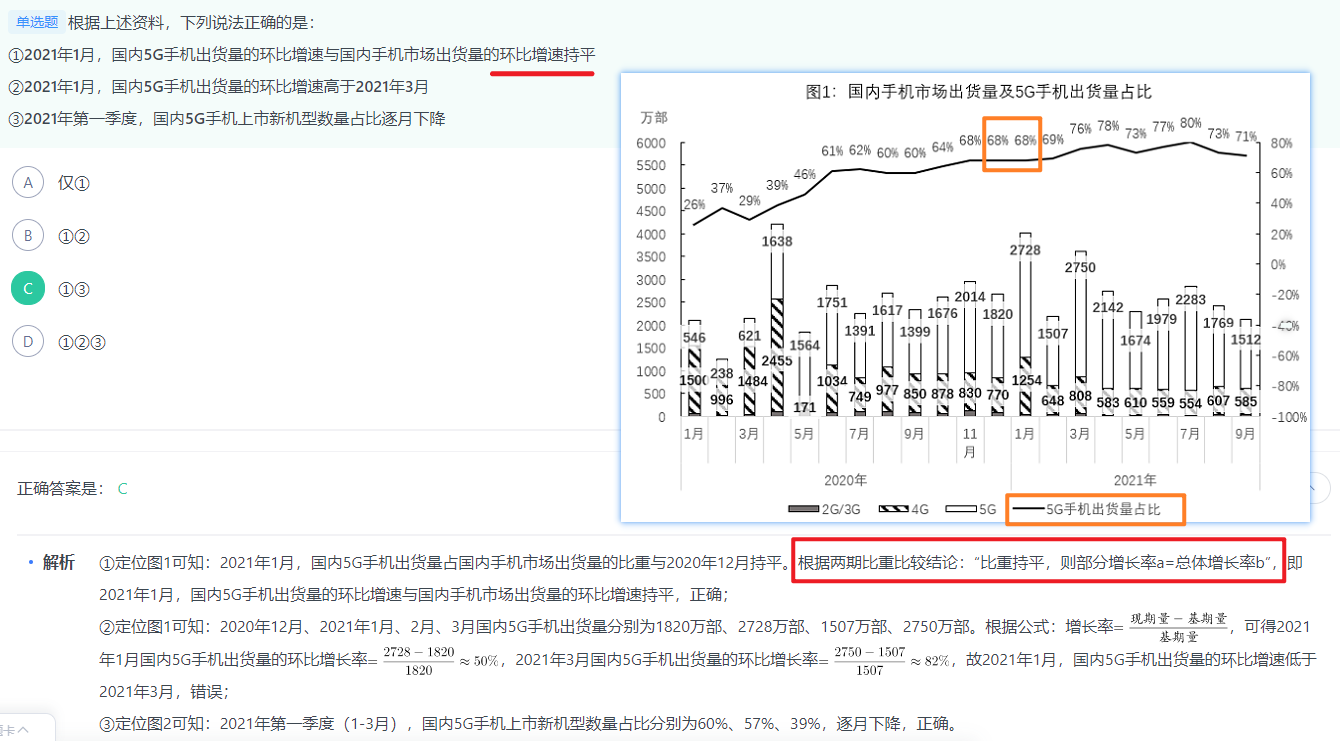 单选题 根据上述资料，下列说法正确的是：
①2021年1月，国内5G手机出货量的环比增速与国内手机市场出货量的环比增速持平
②2021年1月，国内5G手机出货量的环比增速高于2021年3月
③2021年第一季度，国内5G手机上市新机型数量占比逐月下降
A 仅①
B ①②
C ①③
D ①②③
图1：国内手机市场出货量及5G手机出货量占比
万部
6000
5500
5000
4500
4000
3500
3000
2500
2000
1500
1000
500
0
80%
60%
40%
20%
0%
-20%
-40%
-60%
-80%
-100%
26% 37% 29% 39% 46% 61% 62% 60% 60% 64% 68% 68% 68% 69% 76% 78% 73% 77% 80% 73% 71%
546 238 621 1638 1564 1751 1391 1617 1399 1676 2014 1820 2728 1507 2750 2142 1674 1979 2283 1769 1512
1500 996 1484 2455 171 1034 749 977 850 878 830 770 1254 648 808 583 610 559 554 607 585
1月 3月 5月 7月 9月 11月 1月 3月 5月 7月 9月
2020年 2021年
2G/3G 4G 5G 5G手机出货量占比
正确答案是： C
解析 ①定位图1可知：2021年1月，国内5G手机出货量占国内手机市场出货量的比重与2020年12月持平。根据两期比重比较结论：“比重持平，则部分增长率a=总体增长率b”，即
2021年1月，国内5G手机出货量的环比增速与国内手机市场出货量的环比增速持平，正确；
②定位图1可知：2020年12月、2021年1月、2月、3月国内5G手机出货量分别为1820万部、2728万部、1507万部、2750万部。根据公式：增长率=现期量－基期量/基期量，可得2021
年1月国内5G手机出货量的环比增长率=2728－1820/1820≈50%，2021年3月国内5G手机出货量的环比增长率=2750－1507/1507≈82%，故2021年1月，国内5G手机出货量的环比增速低于
2021年3月，错误；
③定位图2可知：2021年第一季度（1-3月），国内5G手机上市新机型数量占比分别为60%、57%、39%，逐月下降，正确。